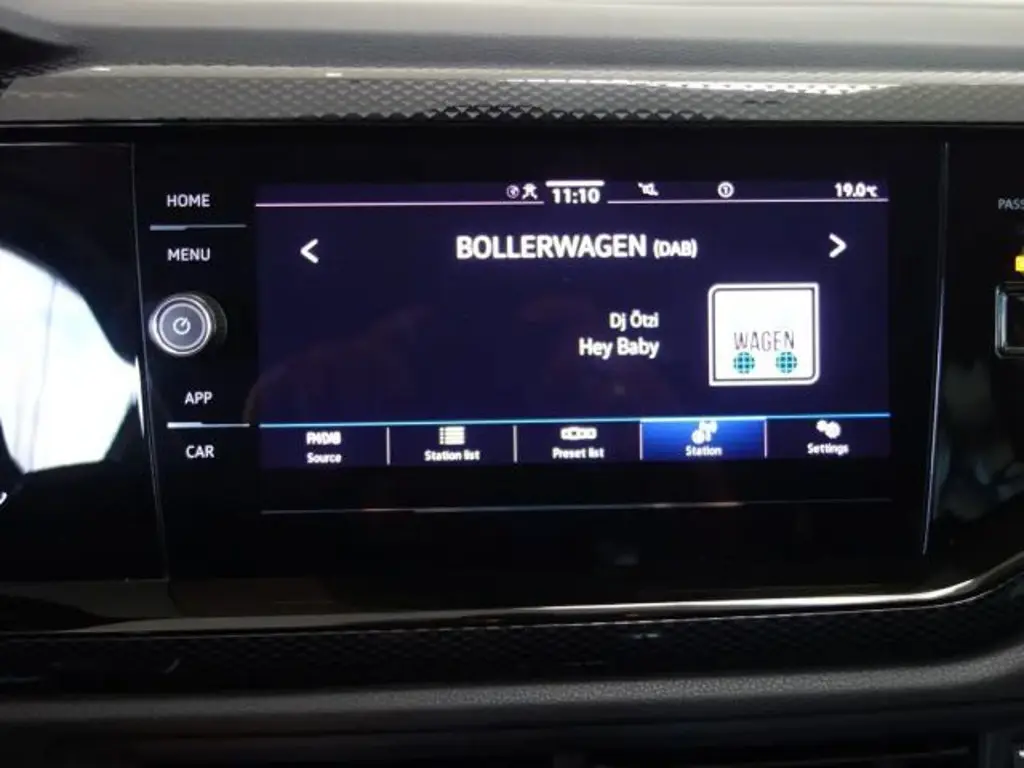 HOME
MENU
APP
CAR
11:10
19.0°C
BOLLERWAGEN (DAB)
Dj Ötzi
Hey Baby
WAGEN
FM/DAB
Source
Station list
Preset list
Station
Settings
PASS